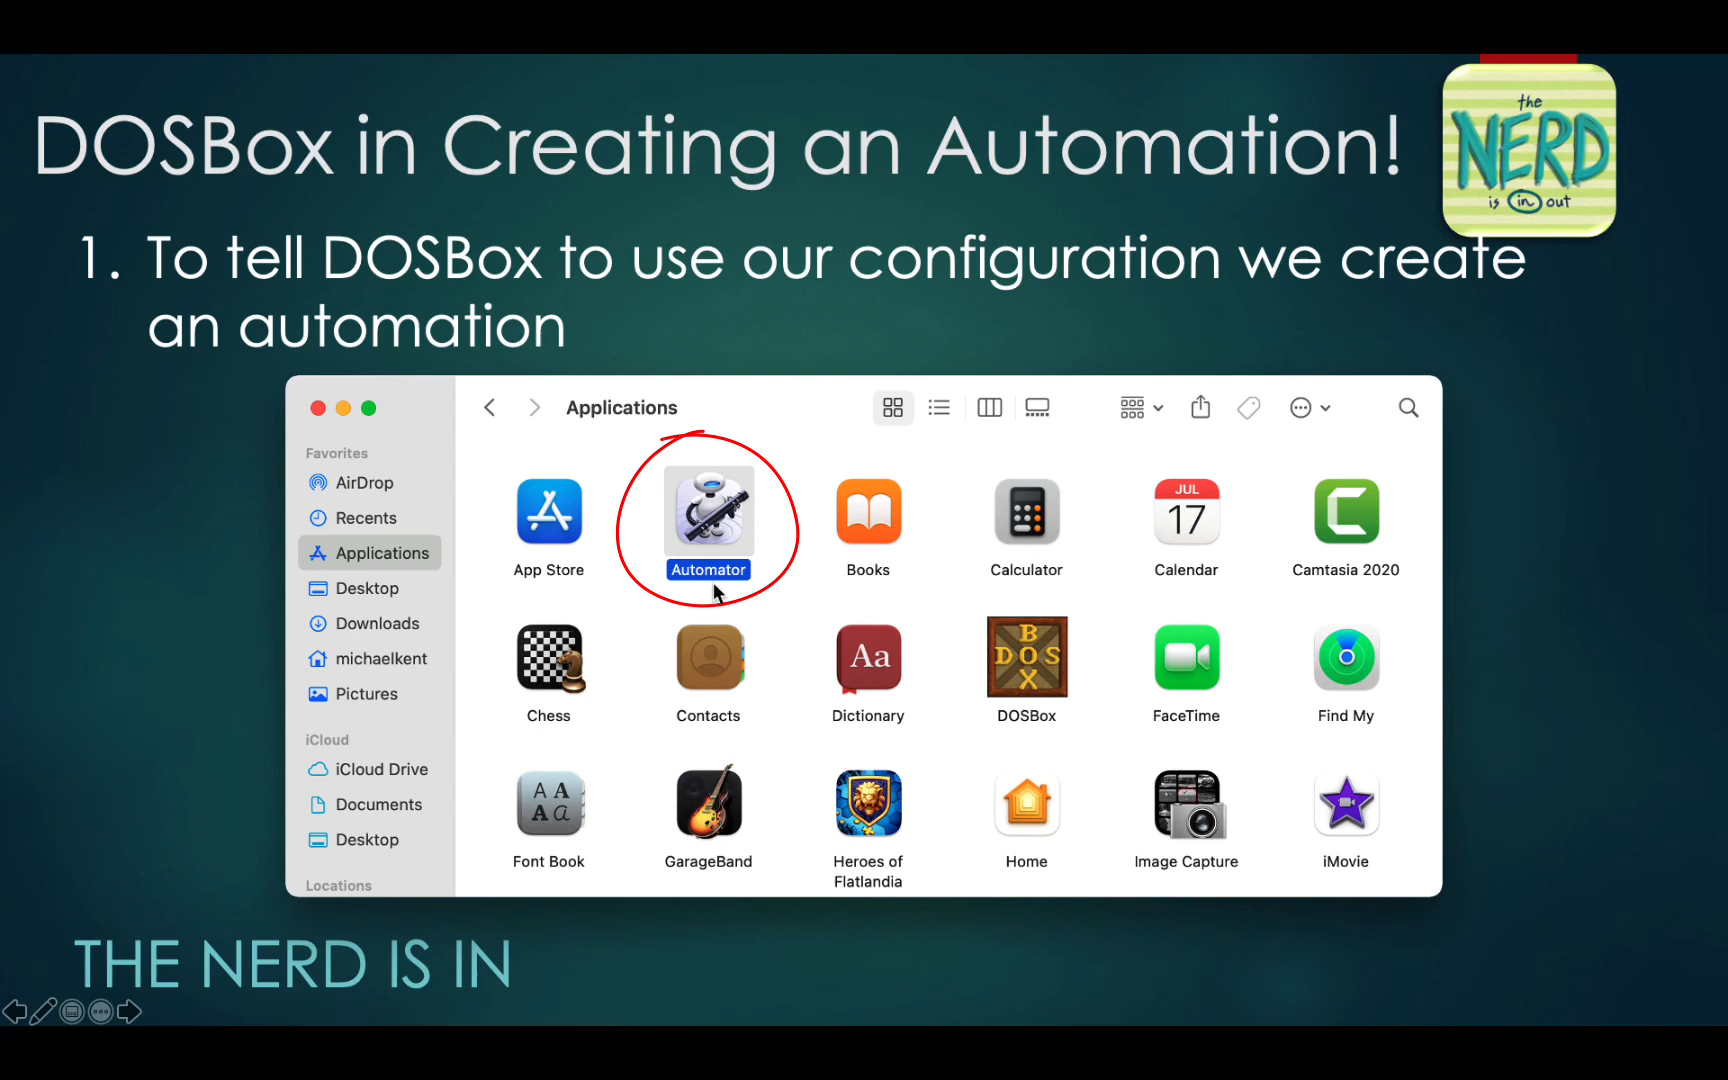 DOSBox in Creating an Automation!
the
NERD
is in out
1. To tell DOSBox to use our configuration we create
an automation
Applications
Favorites
AirDrop
Recents
Applications
Desktop
Downloads
michaelkent
Pictures
iCloud
iCloud Drive
Documents
Desktop
Locations
JUL
17
App Store
Automator
Books
Calculator
Calendar
Camtasia 2020
Aa
B
DOS
X
Chess
Contacts
Dictionary
DOSBox
FaceTime
Find My
A A
A a
Font Book
GarageBand
Heroes of
Flatlandia
Home
Image Capture
iMovie
THE NERD IS IN